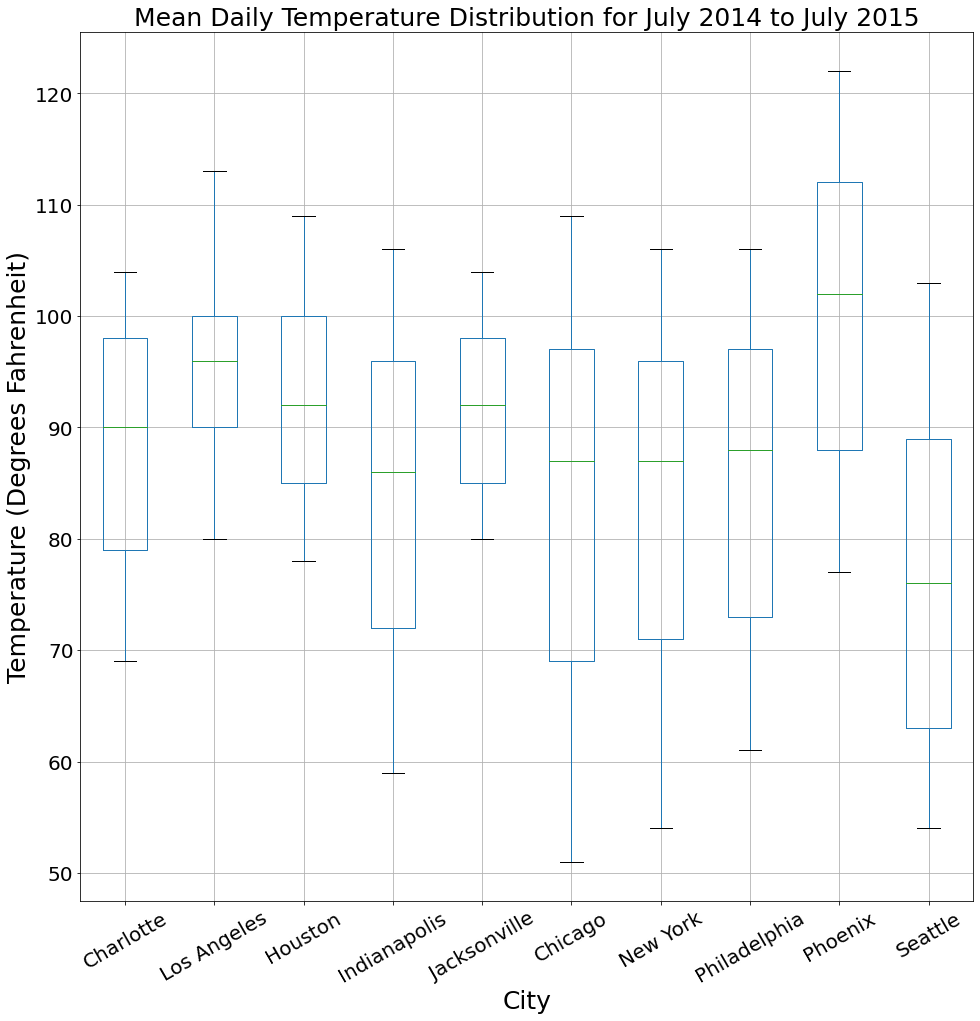 Mean Daily Temperature Distribution for July 2014 to July 2015
Temperature (Degrees Fahrenheit)
120
110
100
90
80
70
60
50
Charlotte
Los Angeles
Houston
Indianapolis
Jacksonville
Chicago
New York
Philadelphia
Phoenix
Seattle
City